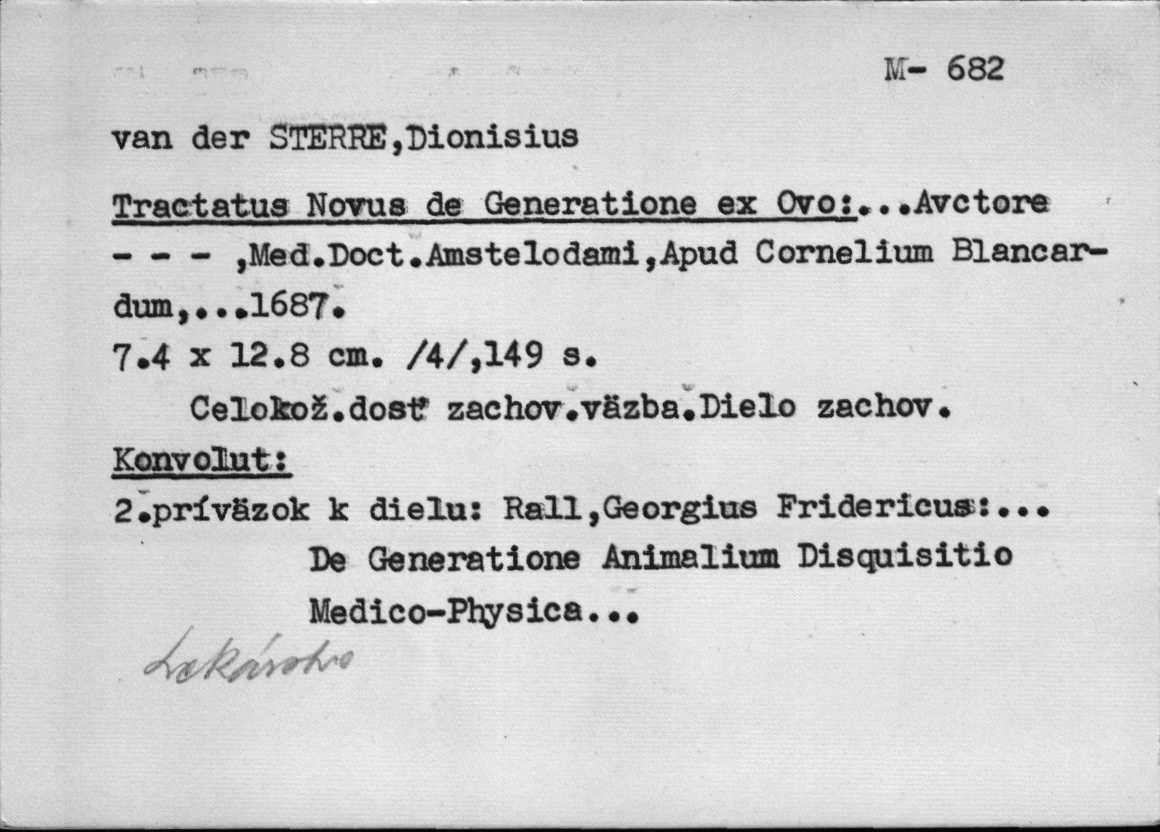 M- 682
van der STERRE,Dionisius
Tractatus Novus de Generatione ex Ovo:...Avctore
- - - ,Med.Doct.Amstelodami,Apud Cornelium Blancar-
dum,...1687.
7.4 x 12.8 cm. /4/,149 s.
Celokož.dosť zachov.väzba.Dielo zachov.
Konvolut:
2.príväzok k dielu: Rall,Georgius Fridericus:...
De Generatione Animalium Disquisitio
Medico-Physica...
Lekárstvo